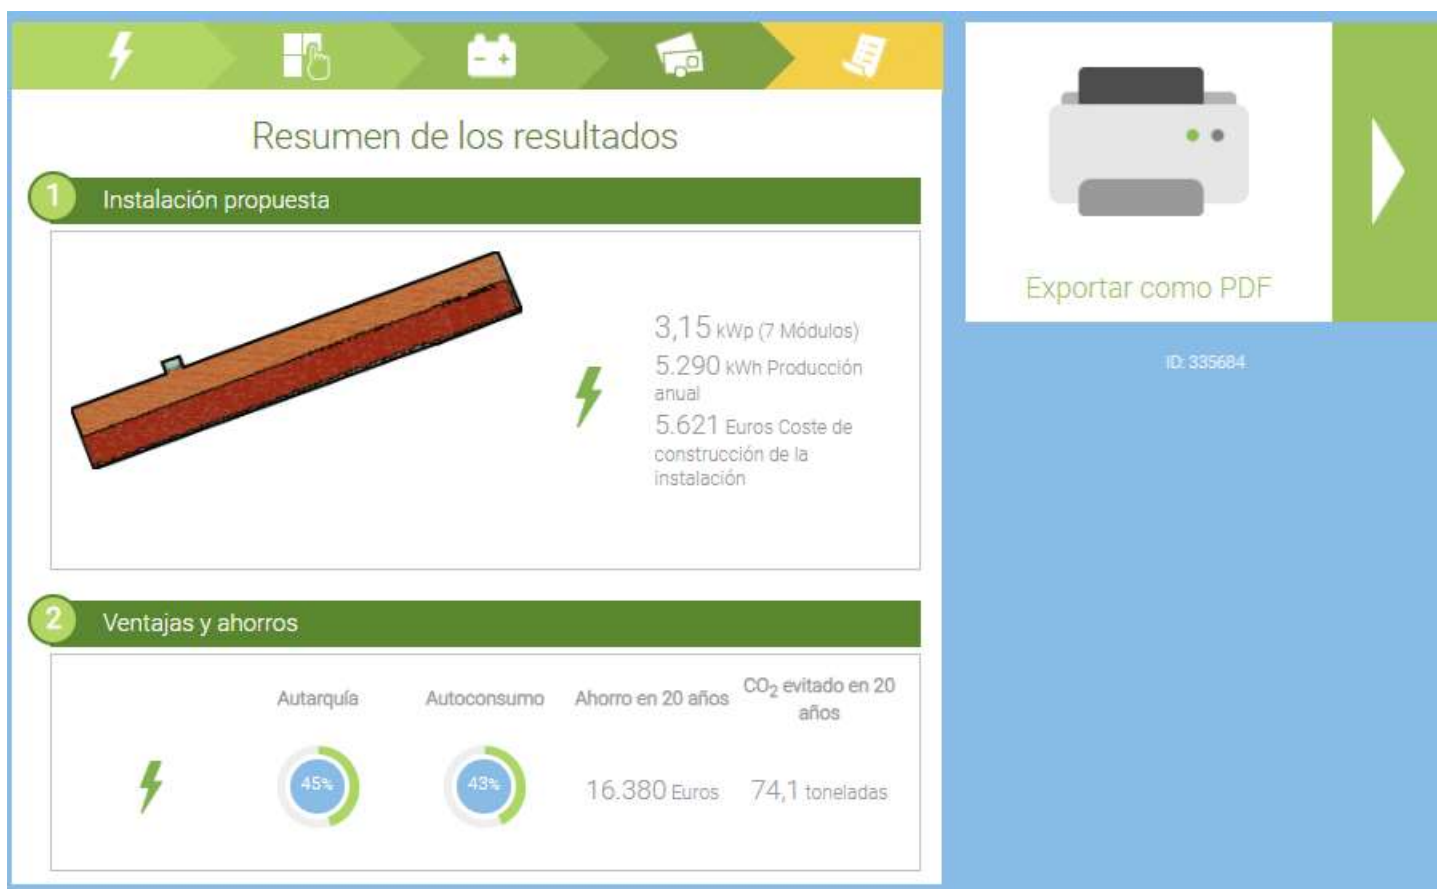 Resumen de los resultados
1
Instalación propuesta
3,15 kWp (7 Módulos)
5.290 kWh Producción
anual
5.621 Euros Coste de
construcción de la
instalación
2
Ventajas y ahorros
Autarquía
Autoconsumo
Ahorro en 20 años
CO₂ evitado en 20
años
45%
43%
16.380 Euros
74,1 toneladas
Exportar como PDF
ID: 335684